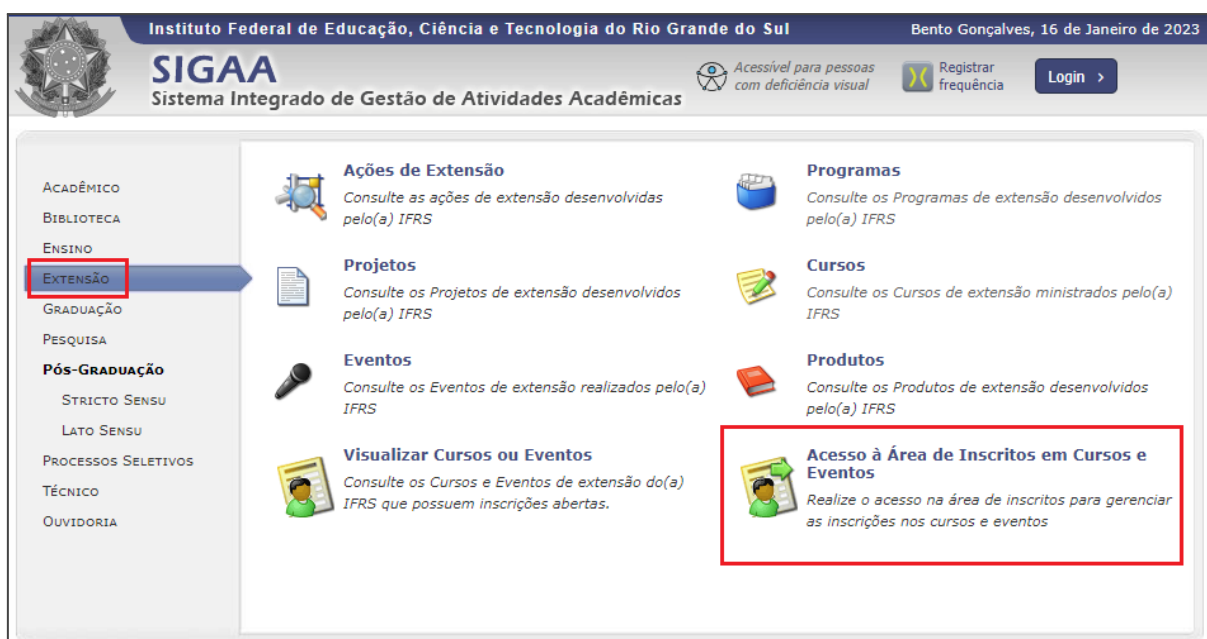 Instituto Federal de Educação, Ciência e Tecnologia do Rio Grande do Sul
Bento Gonçalves, 16 de Janeiro de 2023
SIGAA
Sistema Integrado de Gestão de Atividades Acadêmicas
Acessível para pessoas
com deficiência visual
Registrar
frequência
Login >
Acadêmico
Biblioteca
Ensino
Extensão
Graduação
Pesquisa
Pós-Graduação
Stricto Sensu
Lato Sensu
Processos Seletivos
Técnico
Ouvidoria
Ações de Extensão
Consulte as ações de extensão desenvolvidas
pelo(a) IFRS
Programas
Consulte os Programas de extensão desenvolvidos
pelo(a) IFRS
Projetos
Consulte os Projetos de extensão desenvolvidos
pelo(a) IFRS
Cursos
Consulte os Cursos de extensão ministrados pelo(a)
IFRS
Eventos
Consulte os Eventos de extensão realizados pelo(a)
IFRS
Produtos
Consulte os Produtos de extensão desenvolvidos
pelo(a) IFRS
Visualizar Cursos ou Eventos
Consulte os Cursos e Eventos de extensão do(a)
IFRS que possuem inscrições abertas.
Acesso à Área de Inscritos em Cursos e
Eventos
Realize o acesso na área de inscritos para gerenciar
as inscrições nos cursos e eventos